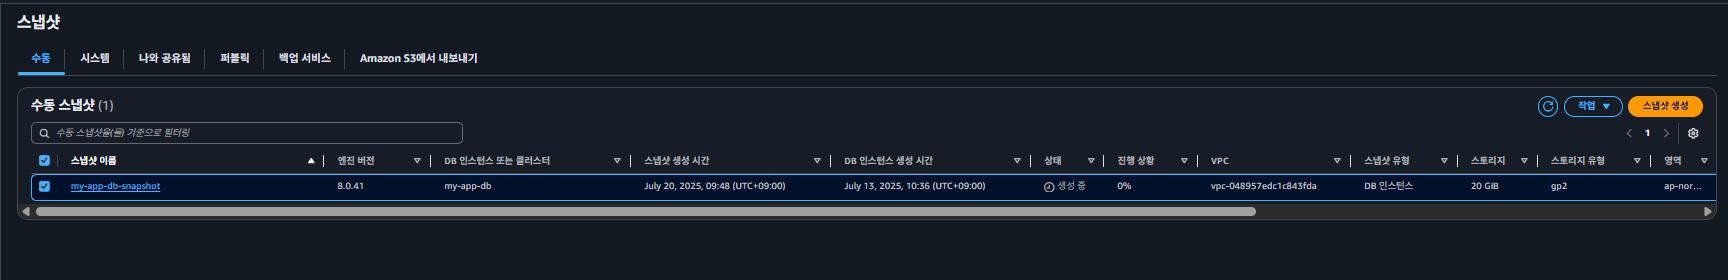 스냅샷
수동 시스템 나와 공유됨 퍼블릭 백업 서비스 Amazon S3에서 내보내기
수동 스냅샷 (1) 작업 스냅샷 생성
수동 스냅샷을(를) 기준으로 필터링 1
스냅샷 이름 엔진 버전 DB 인스턴스 또는 클러스터 스냅샷 생성 시간 DB 인스턴스 생성 시간 상태 진행 상황 VPC 스냅샷 유형 스토리지 스토리지 유형 영역
my-app-db-snapshot 8.0.41 my-app-db July 20, 2025, 09:48 (UTC+09:00) July 13, 2025, 10:36 (UTC+09:00) 생성 중 0% vpc-048957edc1c843fda DB 인스턴스 20 GiB gp2 ap-nor...